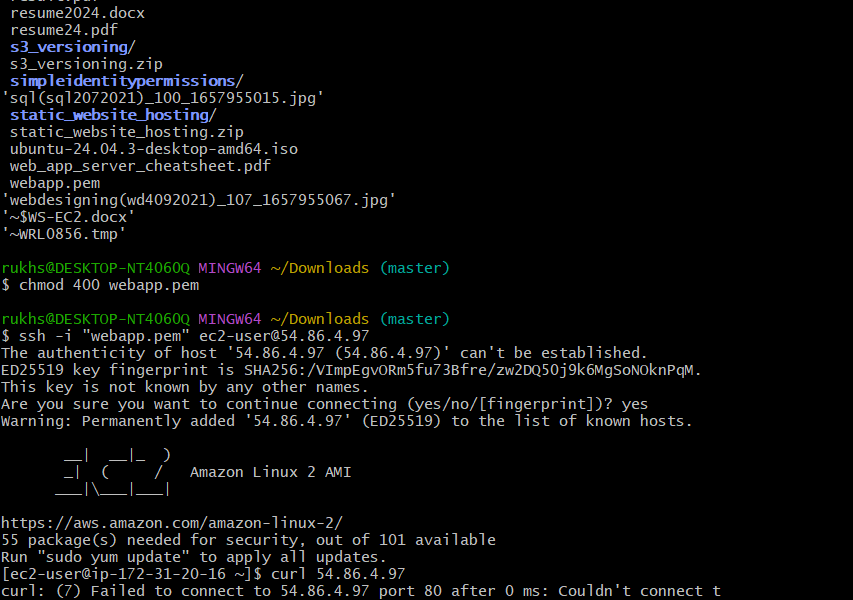 resume2024.docx
resume24.pdf
s3_versioning/
s3_versioning.zip
simpleidentitypermissions/
'sql(sql2072021)_100_1657955015.jpg'
static_website_hosting/
static_website_hosting.zip
ubuntu-24.04.3-desktop-amd64.iso
web_app_server_cheatsheet.pdf
webapp.pem
'webdesigning(wd4092021)_107_1657955067.jpg'
'~$WS-EC2.docx'
'~WRL0856.tmp'
rukhs@DESKTOP-NT4060Q MINGW64 ~/Downloads (master)
$ chmod 400 webapp.pem
rukhs@DESKTOP-NT4060Q MINGW64 ~/Downloads (master)
$ ssh -i "webapp.pem" ec2-user@54.86.4.97
The authenticity of host '54.86.4.97 (54.86.4.97)' can't be established.
ED25519 key fingerprint is SHA256:/VImpEgvORm5fu73Bfre/zw2DQ50j9k6MgSoNOknPqM.
This key is not known by any other names.
Are you sure you want to continue connecting (yes/no/[fingerprint])? yes
Warning: Permanently added '54.86.4.97' (ED25519) to the list of known hosts.
__|  __|_  )
_|  (     /   Amazon Linux 2 AMI
___|\___|___|
https://aws.amazon.com/amazon-linux-2/
55 package(s) needed for security, out of 101 available
Run "sudo yum update" to apply all updates.
[ec2-user@ip-172-31-20-16 ~]$ curl 54.86.4.97
curl: (7) Failed to connect to 54.86.4.97 port 80 after 0 ms: Couldn't connect t